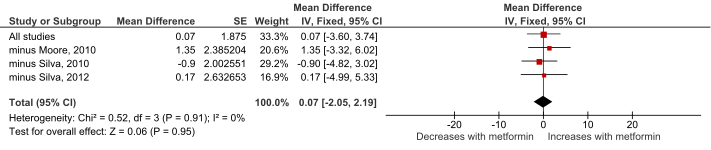 Mean Difference Mean Difference
Study or Subgroup Mean Difference SE Weight IV, Fixed, 95% CI IV, Fixed, 95% CI
All studies 0.07 1.875 33.3% 0.07 [-3.60, 3.74]
minus Moore, 2010 1.35 2.385204 20.6% 1.35 [-3.32, 6.02]
minus Silva, 2010 -0.9 2.002551 29.2% -0.90 [-4.82, 3.02]
minus Silva, 2012 0.17 2.632653 16.9% 0.17 [-4.99, 5.33]
Total (95% CI) 100.0% 0.07 [-2.05, 2.19]
Heterogeneity: Chi² = 0.52, df = 3 (P = 0.91); I² = 0%
Test for overall effect: Z = 0.06 (P = 0.95)
-20 -10 0 10 20
Decreases with metformin Increases with metformin